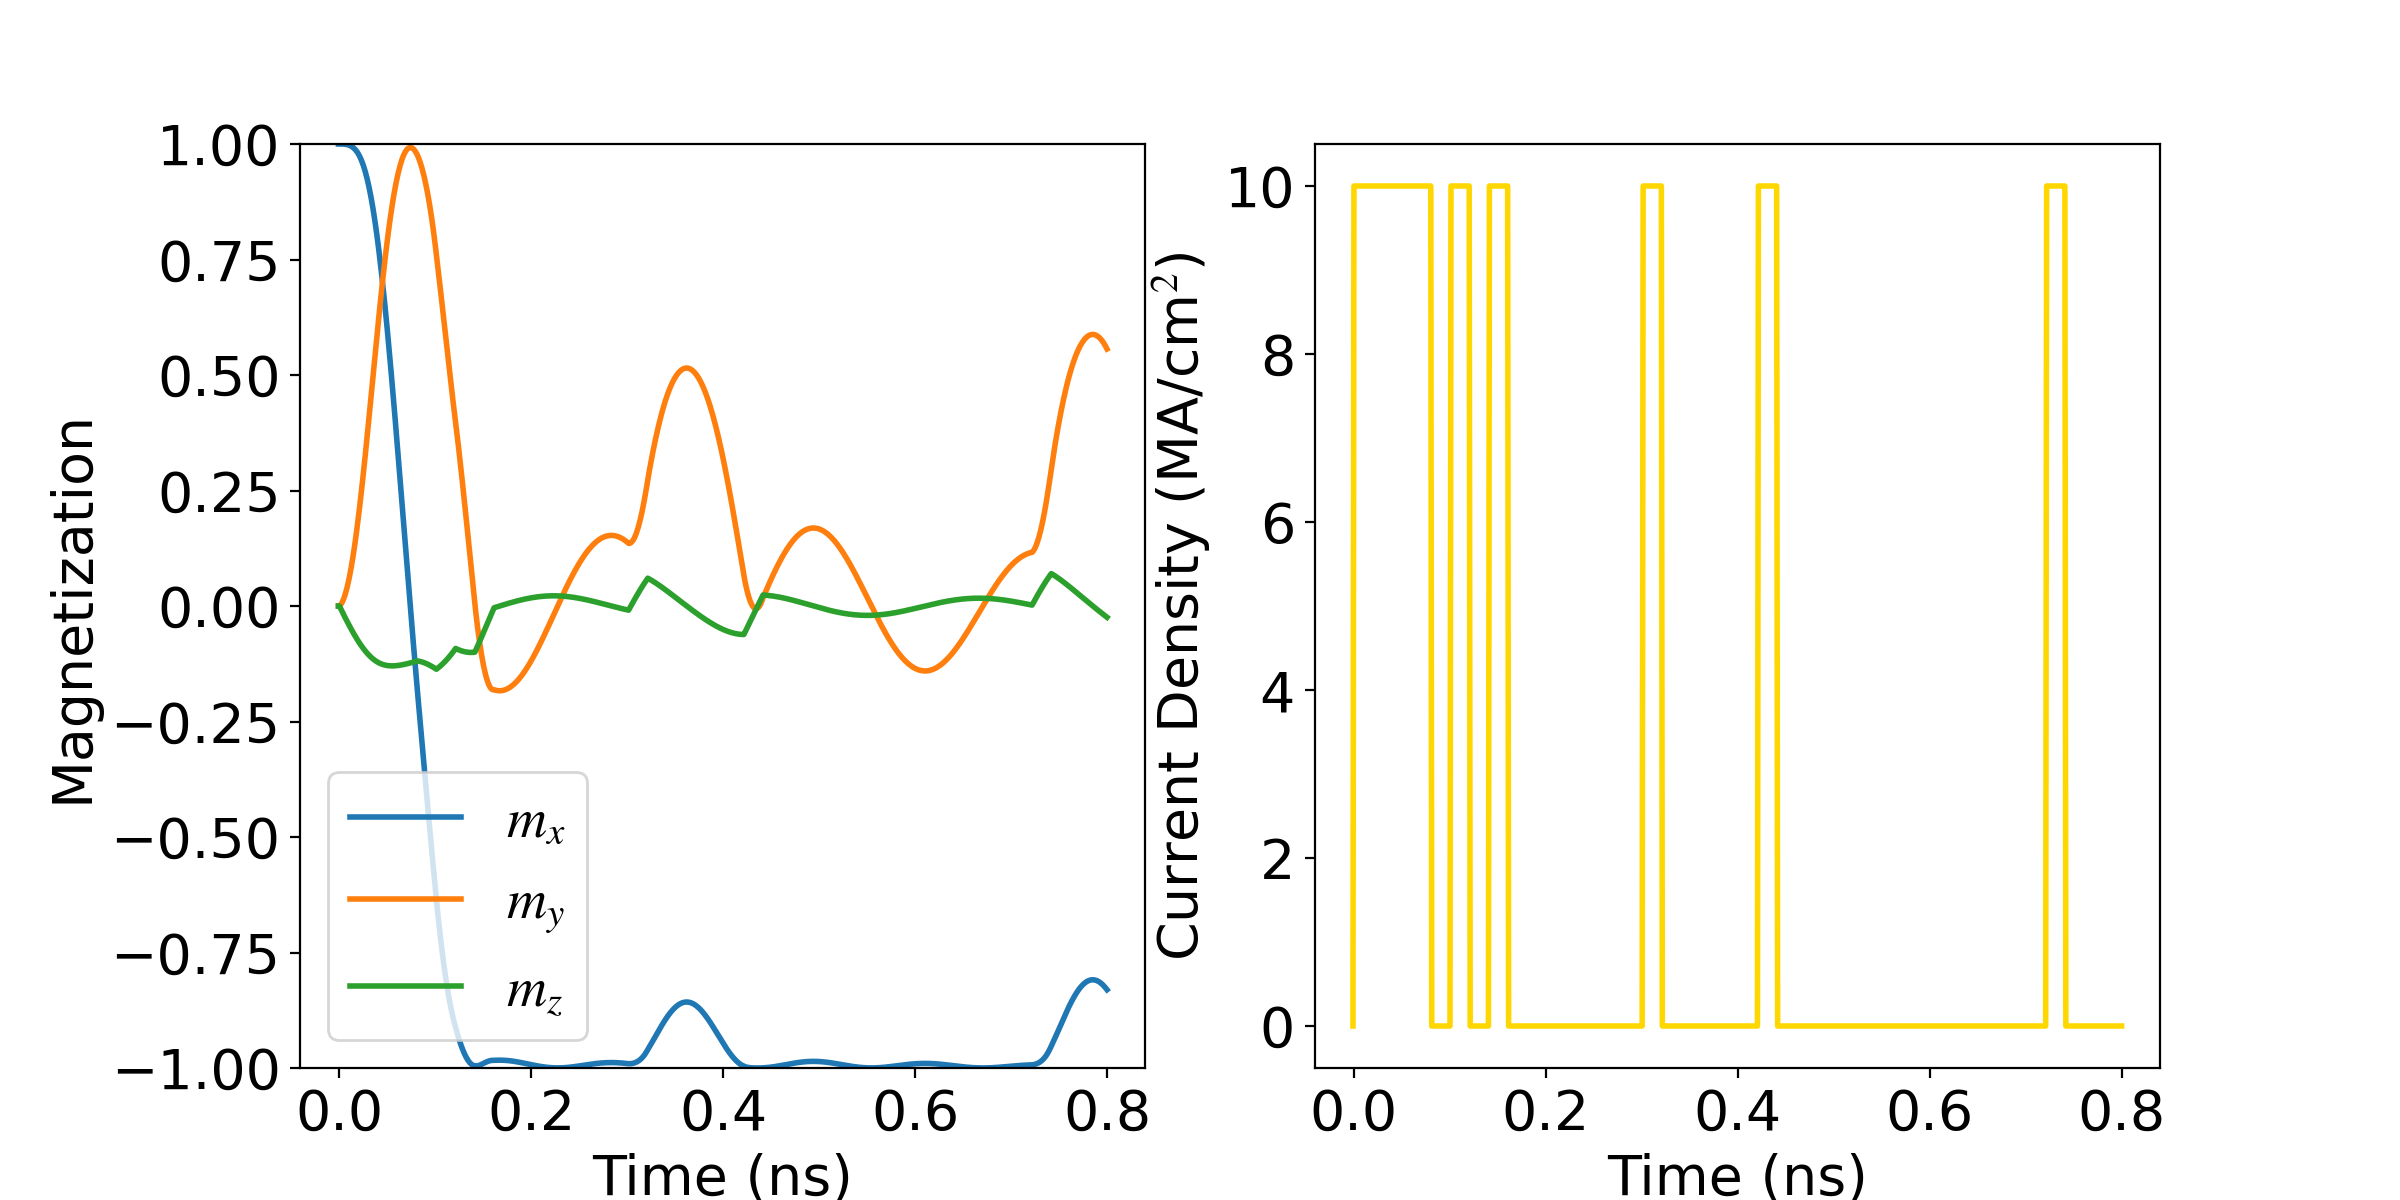 Magnetization
1.00
0.75
0.50
0.25
0.00
−0.25
−0.50
−0.75
−1.00
m_x
m_y
m_z
0.0 0.2 0.4 0.6 0.8
Time (ns)
Current Density (MA/cm²)
10
8
6
4
2
0
0.0 0.2 0.4 0.6 0.8
Time (ns)